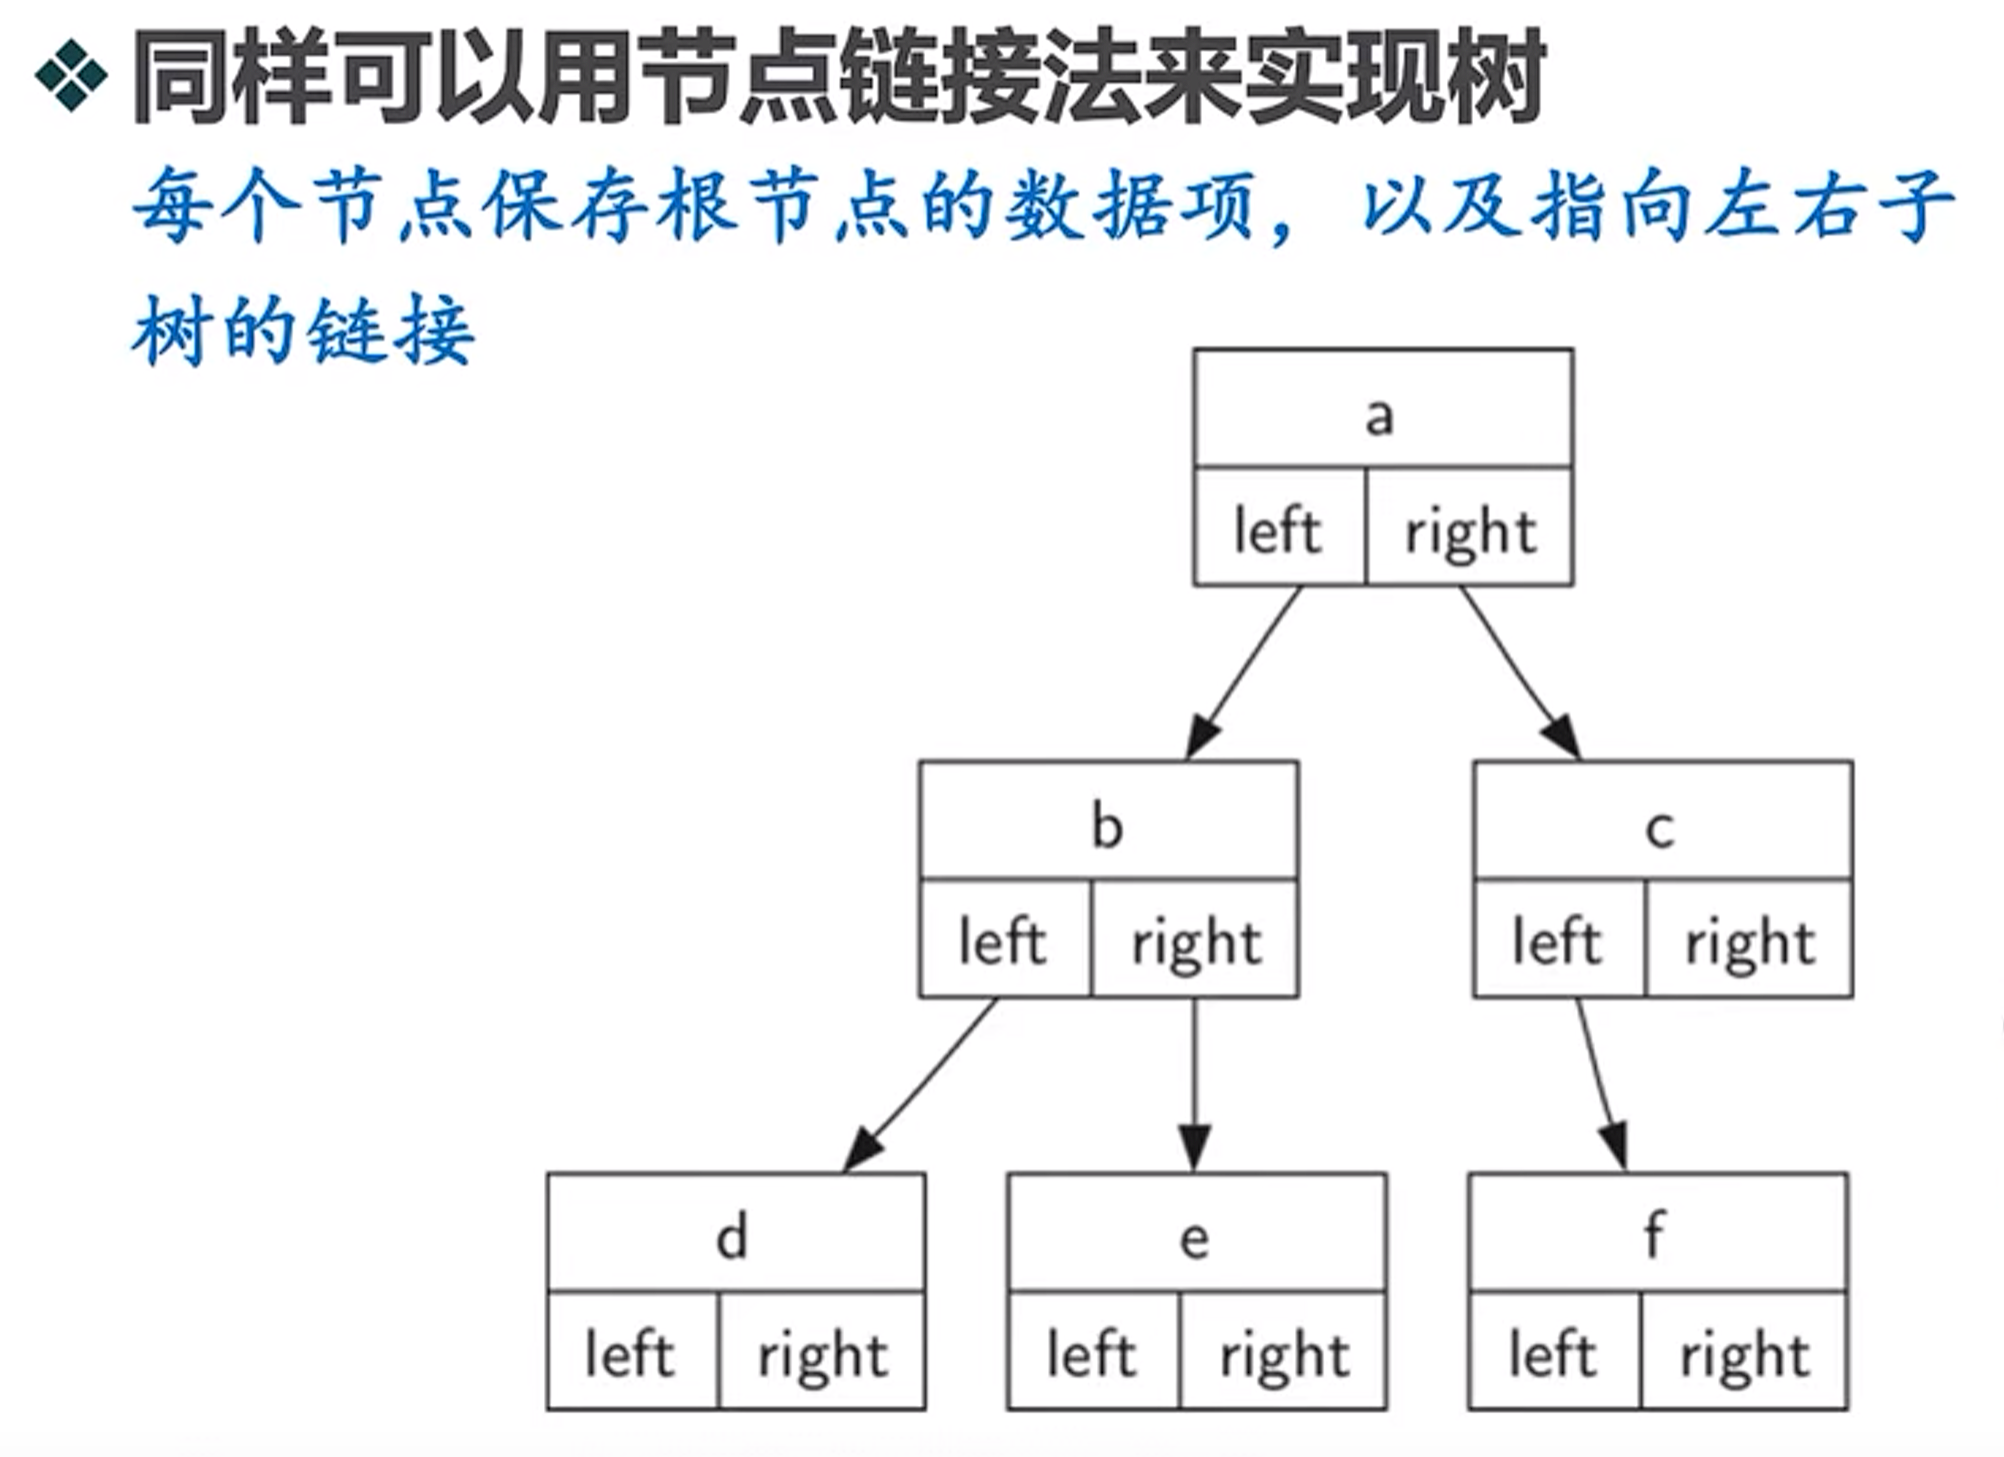 同样可以用节点链接法来实现树
每个节点保存根节点的数据项，以及指向左右子
树的链接
a
left right
b c
left right left right
d e f
left right left right left right